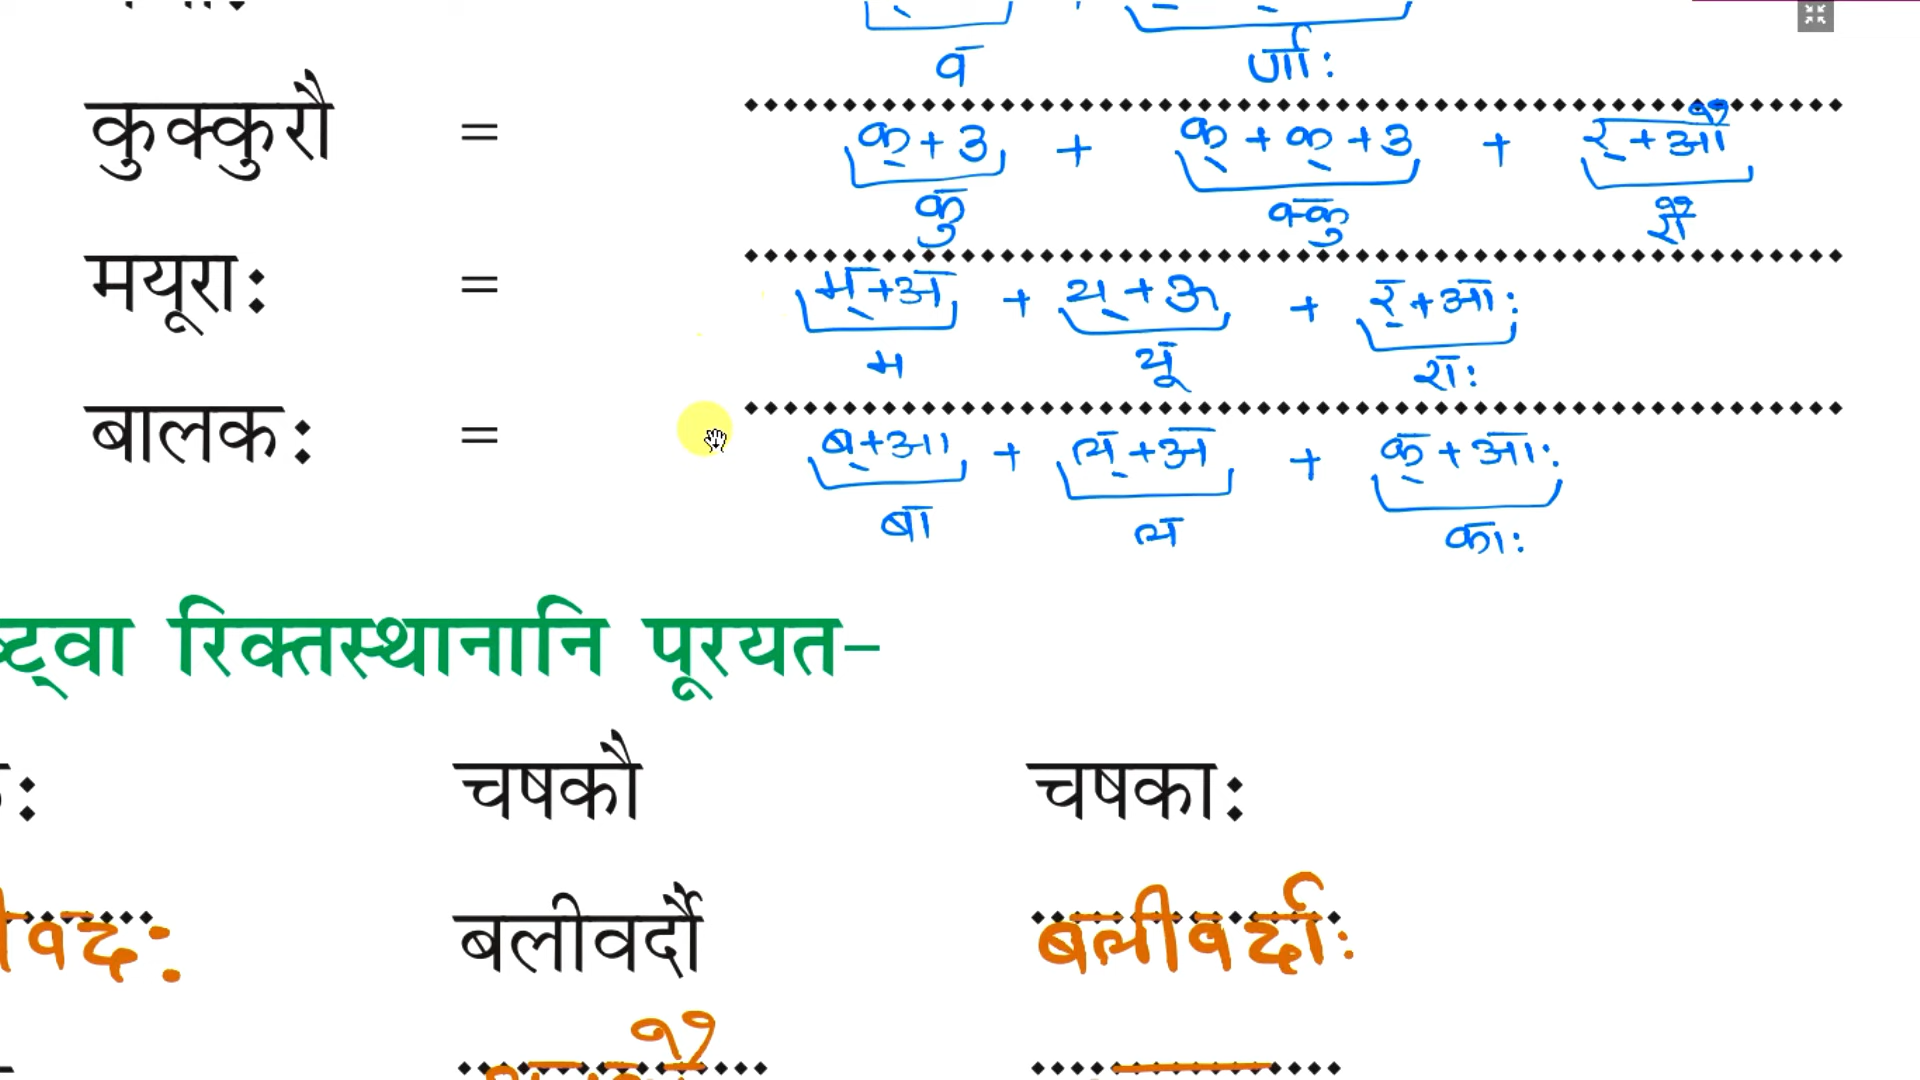 व र्णाः
कुक्कुरौ = क् + उ + क् + क् + उ + र् + औ
कु क्कु रौ
मयूराः = म् + अ + य् + ऊ + र् + आः
म यू राः
बालकः = ब् + आ + ल् + अ + क् + आः
बा ल काः
रिक्तस्थानानि पूरयत-
चषकौ चषकाः
बलीवर्दौ बलीवर्दाः